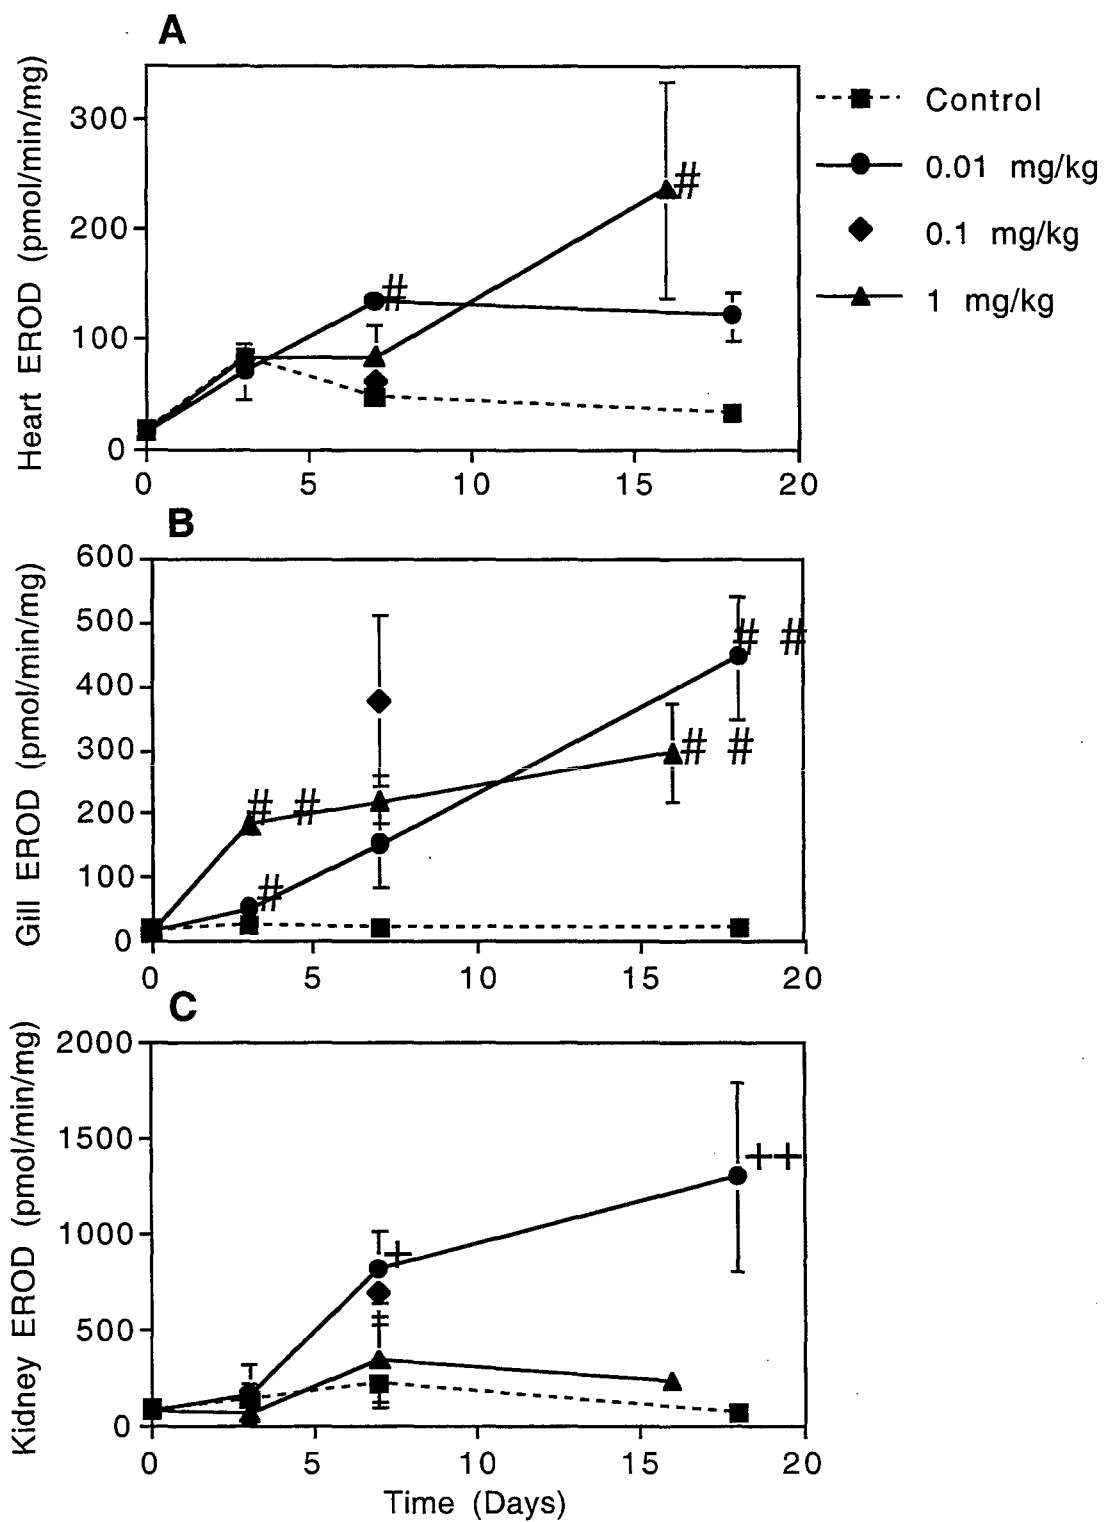 A
Heart EROD (pmol/min/mg)
300
200
100
0
0 5 10 15 20
Control
0.01 mg/kg
0.1 mg/kg
1 mg/kg
#
#
B
Gill EROD (pmol/min/mg)
600
500
400
300
200
100
0
0 5 10 15 20
# #
# #
# #
#
C
Kidney EROD (pmol/min/mg)
2000
1500
1000
500
0
0 5 10 15 20
++
+
Time (Days)